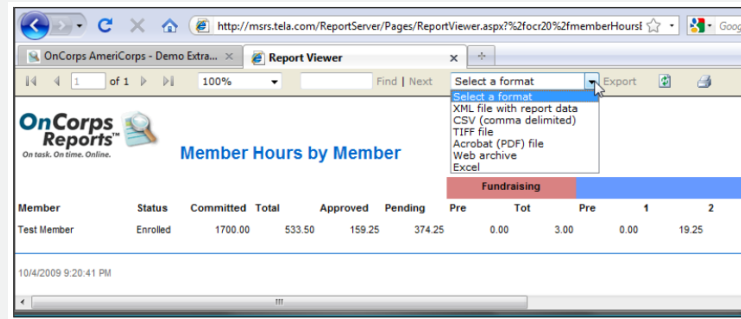 http://msrs.tela.com/ReportServer/Pages/ReportViewer.aspx?%2focr20%2fmemberHoursE
Goog
OnCorps AmeriCorps - Demo Extra...
Report Viewer
1 of 1
100%
Find | Next
Select a format
Export
Select a format
XML file with report data
CSV (comma delimited)
TIFF file
Acrobat (PDF) file
Web archive
Excel
OnCorps
Reports™
On task. On time. Online.
Member Hours by Member
Fundraising
Member Status Committed Total Approved Pending Pre Tot Pre 1 2
Test Member Enrolled 1700.00 533.50 159.25 374.25 0.00 3.00 0.00 19.25
10/4/2009 9:20:41 PM